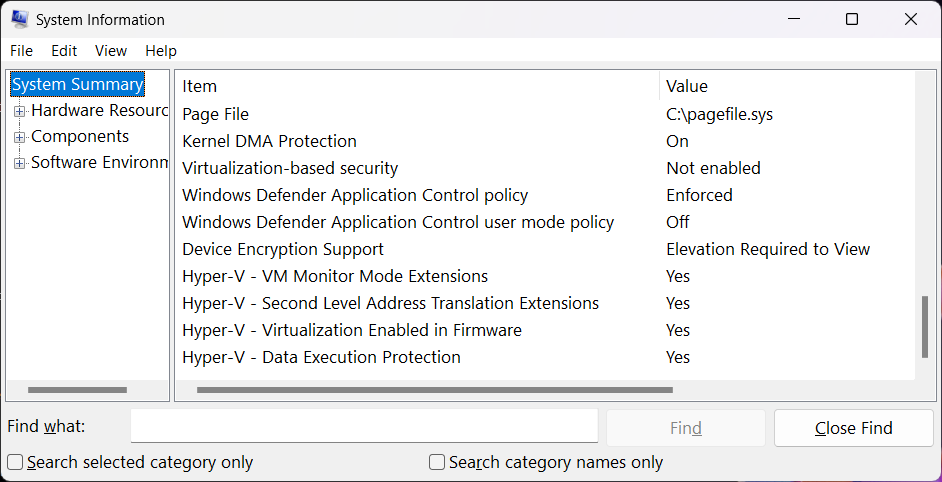 System Information
File Edit View Help
System Summary
Hardware Resourc
Components
Software Environm
Item Value
Page File C:\pagefile.sys
Kernel DMA Protection On
Virtualization-based security Not enabled
Windows Defender Application Control policy Enforced
Windows Defender Application Control user mode policy Off
Device Encryption Support Elevation Required to View
Hyper-V - VM Monitor Mode Extensions Yes
Hyper-V - Second Level Address Translation Extensions Yes
Hyper-V - Virtualization Enabled in Firmware Yes
Hyper-V - Data Execution Protection Yes
Find what: Find Close Find
Search selected category only Search category names only